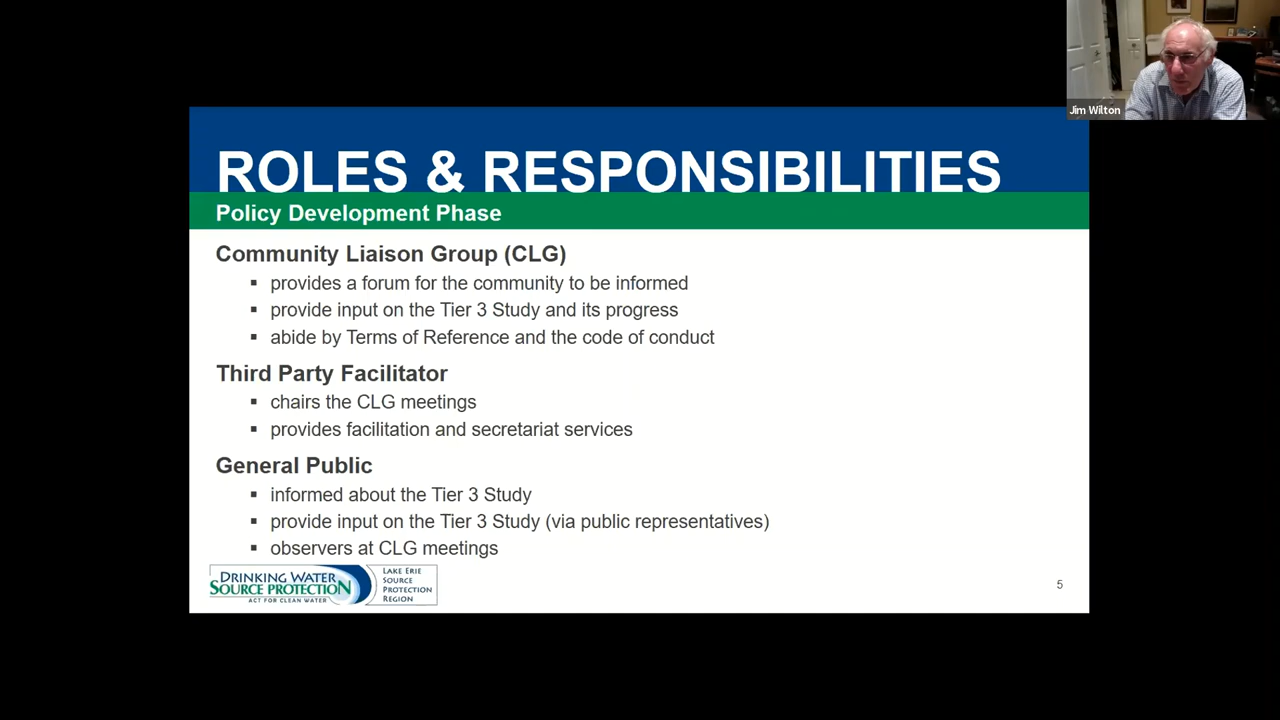 Jim Wilton
ROLES & RESPONSIBILITIES
Policy Development Phase
Community Liaison Group (CLG)
▪ provides a forum for the community to be informed
▪ provide input on the Tier 3 Study and its progress
▪ abide by Terms of Reference and the code of conduct
Third Party Facilitator
▪ chairs the CLG meetings
▪ provides facilitation and secretariat services
General Public
▪ informed about the Tier 3 Study
▪ provide input on the Tier 3 Study (via public representatives)
▪ observers at CLG meetings
DRINKING WATER
SOURCE PROTECTION
ACT FOR CLEAN WATER
LAKE ERIE
SOURCE
PROTECTION
REGION
5